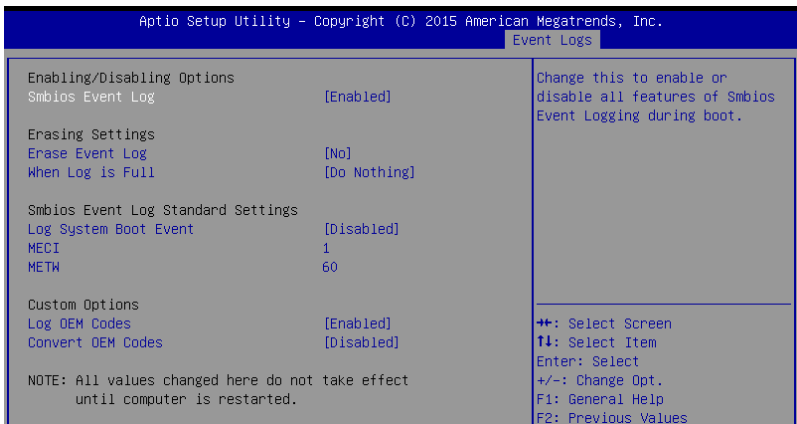 Aptio Setup Utility – Copyright (C) 2015 American Megatrends, Inc.
Event Logs
Enabling/Disabling Options
Smbios Event Log [Enabled]
Erasing Settings
Erase Event Log [No]
When Log is Full [Do Nothing]
Smbios Event Log Standard Settings
Log System Boot Event [Disabled]
MECI 1
METW 60
Custom Options
Log OEM Codes [Enabled]
Convert OEM Codes [Disabled]
NOTE: All values changed here do not take effect
until computer is restarted.
Change this to enable or
disable all features of Smbios
Event Logging during boot.
→←: Select Screen
↑↓: Select Item
Enter: Select
+/-: Change Opt.
F1: General Help
F2: Previous Values